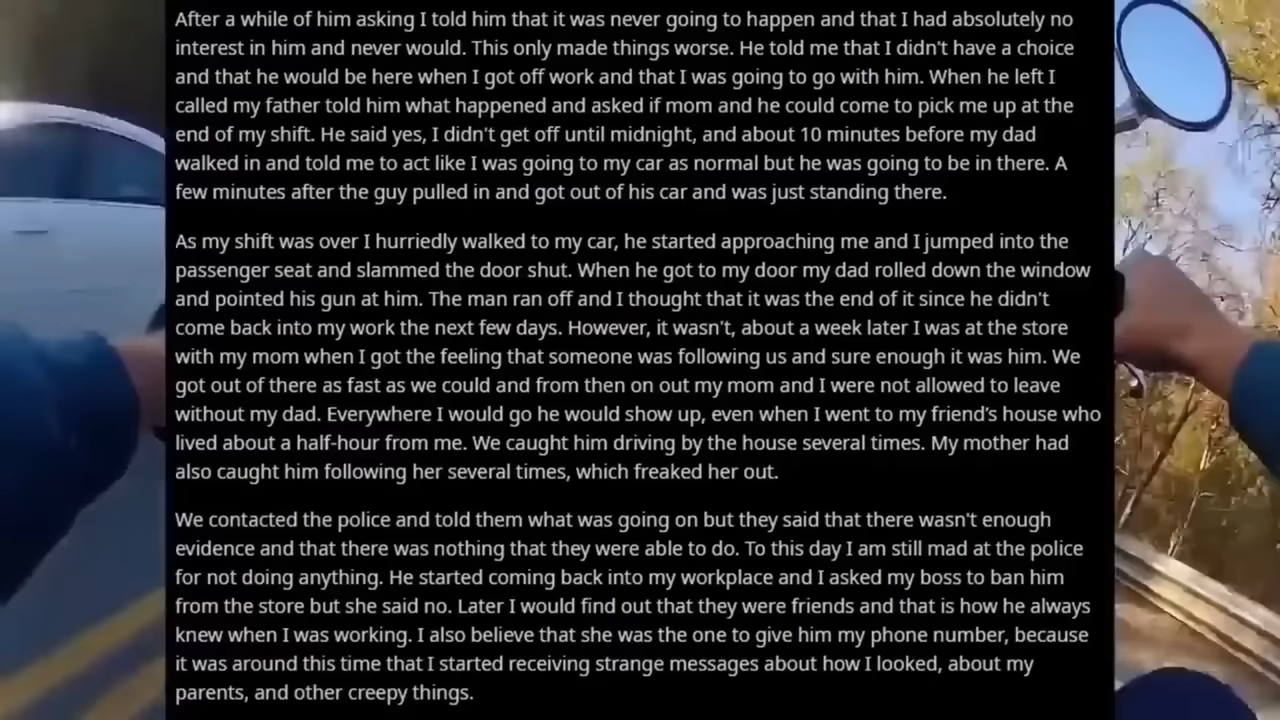 After a while of him asking I told him that it was never going to happen and that I had absolutely no
interest in him and never would. This only made things worse. He told me that I didn't have a choice
and that he would be here when I got off work and that I was going to go with him. When he left I
called my father told him what happened and asked if mom and he could come to pick me up at the
end of my shift. He said yes, I didn't get off until midnight, and about 10 minutes before my dad
walked in and told me to act like I was going to my car as normal but he was going to be in there. A
few minutes after the guy pulled in and got out of his car and was just standing there.
As my shift was over I hurriedly walked to my car, he started approaching me and I jumped into the
passenger seat and slammed the door shut. When he got to my door my dad rolled down the window
and pointed his gun at him. The man ran off and I thought that it was the end of it since he didn't
come back into my work the next few days. However, it wasn't, about a week later I was at the store
with my mom when I got the feeling that someone was following us and sure enough it was him. We
got out of there as fast as we could and from then on out my mom and I were not allowed to leave
without my dad. Everywhere I would go he would show up, even when I went to my friend's house who
lived about a half-hour from me. We caught him driving by the house several times. My mother had
also caught him following her several times, which freaked her out.
We contacted the police and told them what was going on but they said that there wasn't enough
evidence and that there was nothing that they were able to do. To this day I am still mad at the police
for not doing anything. He started coming back into my workplace and I asked my boss to ban him
from the store but she said no. Later I would find out that they were friends and that is how he always
knew when I was working. I also believe that she was the one to give him my phone number, because
it was around this time that I started receiving strange messages about how I looked, about my
parents, and other creepy things.